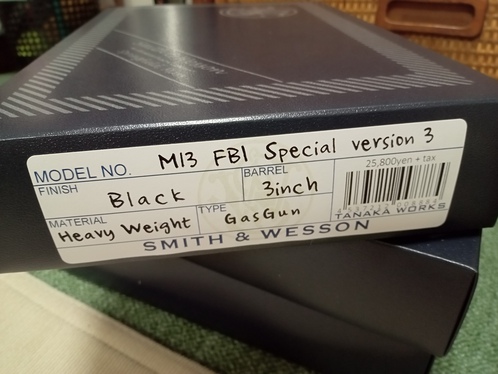 MODEL NO. M13 FBI Special version 3
FINISH Black BARREL 3inch 25,800yen + tax
MATERIAL Heavy Weight TYPE GasGun TANAKA WORKS
SMITH & WESSON